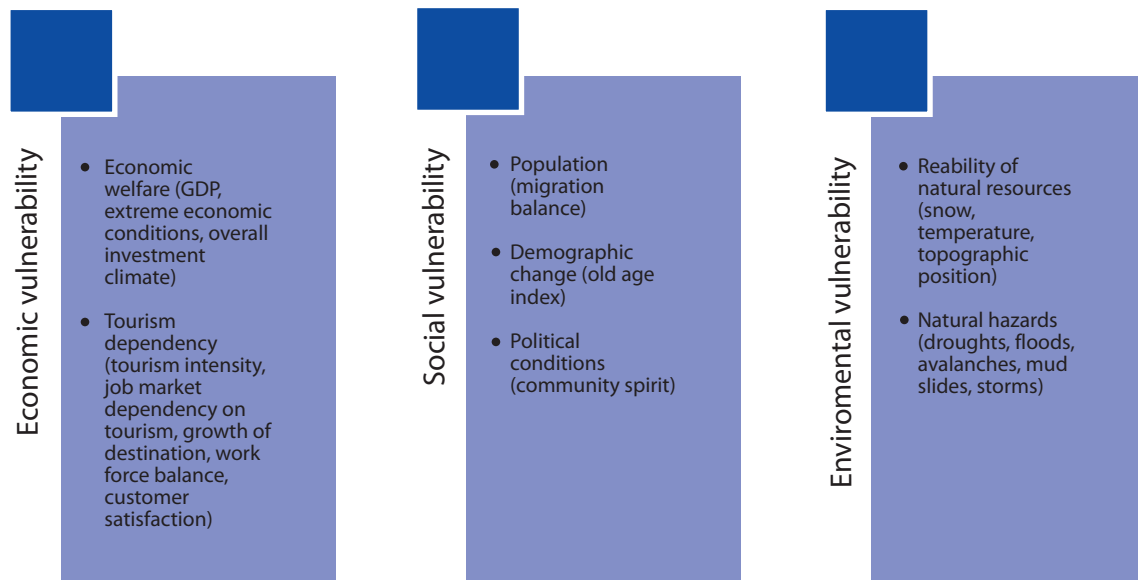 Economic vulnerability
• Economic
welfare (GDP,
extreme economic
conditions, overall
investment
climate)
• Tourism
dependency
(tourism intensity,
job market
dependency on
tourism, growth of
destination, work
force balance,
customer
satisfaction)
Social vulnerability
• Population
(migration
balance)
• Demographic
change (old age
index)
• Political
conditions
(community spirit)
Enviromental vulnerability
• Reability of
natural resources
(snow,
temperature,
topographic
position)
• Natural hazards
(droughts, floods,
avalanches, mud
slides, storms)